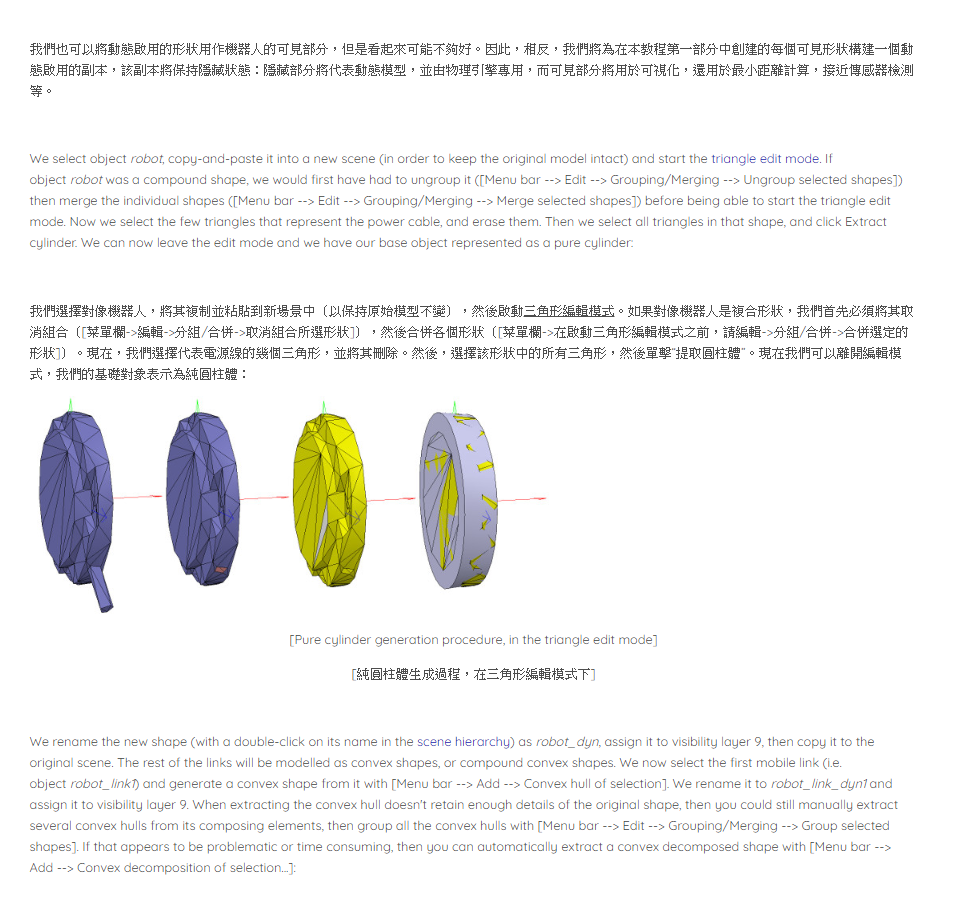 我們也可以將動態啟用的形狀用作機器人的可見部分，但是看起來可能不夠好。因此，相反，我們將為在本教程第一部分中創建的每個可見形狀構建一個動
態啟用的副本，該副本將保持隱藏狀態：隱藏部分將代表動態模型，並由物理引擎專用，而可見部分將用於可視化，還用於最小距離計算，接近傳感器檢測
等。
We select object robot, copy-and-paste it into a new scene (in order to keep the original model intact) and start the triangle edit mode. If
object robot was a compound shape, we would first have had to ungroup it ([Menu bar --> Edit --> Grouping/Merging --> Ungroup selected shapes])
then merge the individual shapes ([Menu bar --> Edit --> Grouping/Merging --> Merge selected shapes]) before being able to start the triangle edit
mode. Now we select the few triangles that represent the power cable, and erase them. Then we select all triangles in that shape, and click Extract
cylinder. We can now leave the edit mode and we have our base object represented as a pure cylinder:
我們選擇對像機器人，將其複制並粘貼到新場景中（以保持原始模型不變），然後啟動三角形編輯模式。如果對像機器人是複合形狀，我們首先必須將其取
消組合（[菜單欄->編輯->分組/合併->取消組合所選形狀]），然後合併各個形狀（[菜單欄->在啟動三角形編輯模式之前，請編輯->分組/合併->合併選定的
形狀]）。現在，我們選擇代表電源線的幾個三角形，並將其刪除。然後，選擇該形狀中的所有三角形，然後單擊“提取圓柱體”。現在我們可以離開編輯模
式，我們的基礎對象表示為純圓柱體：
[Pure cylinder generation procedure, in the triangle edit mode]
[純圓柱體生成過程，在三角形編輯模式下]
We rename the new shape (with a double-click on its name in the scene hierarchy) as robot_dyn, assign it to visibility layer 9, then copy it to the
original scene. The rest of the links will be modelled as convex shapes, or compound convex shapes. We now select the first mobile link (i.e.
object robot_link1) and generate a convex shape from it with [Menu bar --> Add --> Convex hull of selection]. We rename it to robot_link_dyn1 and
assign it to visibility layer 9. When extracting the convex hull doesn't retain enough details of the original shape, then you could still manually extract
several convex hulls from its composing elements, then group all the convex hulls with [Menu bar --> Edit --> Grouping/Merging --> Group selected
shapes]. If that appears to be problematic or time consuming, then you can automatically extract a convex decomposed shape with [Menu bar -->
Add --> Convex decomposition of selection...]: